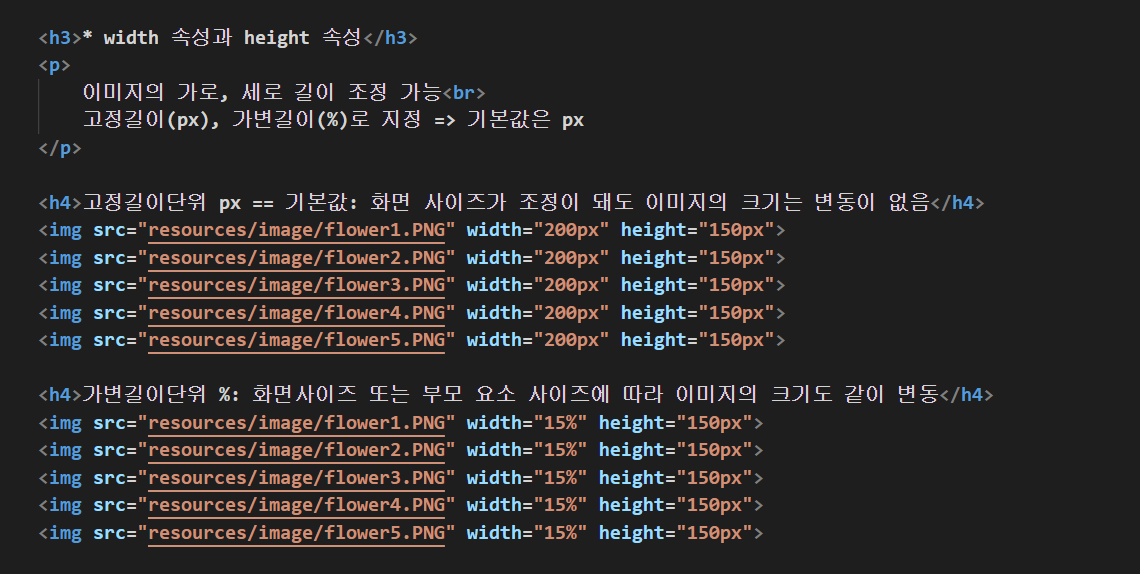 <h3>* width 속성과 height 속성</h3>
<p>
이미지의 가로, 세로 길이 조정 가능<br>
고정길이(px), 가변길이(%)로 지정 => 기본값은 px
</p>
<h4>고정길이단위 px == 기본값: 화면 사이즈가 조정이 돼도 이미지의 크기는 변동이 없음</h4>
<img src="resources/image/flower1.PNG" width="200px" height="150px">
<img src="resources/image/flower2.PNG" width="200px" height="150px">
<img src="resources/image/flower3.PNG" width="200px" height="150px">
<img src="resources/image/flower4.PNG" width="200px" height="150px">
<img src="resources/image/flower5.PNG" width="200px" height="150px">
<h4>가변길이단위 %: 화면사이즈 또는 부모 요소 사이즈에 따라 이미지의 크기도 같이 변동</h4>
<img src="resources/image/flower1.PNG" width="15%" height="150px">
<img src="resources/image/flower2.PNG" width="15%" height="150px">
<img src="resources/image/flower3.PNG" width="15%" height="150px">
<img src="resources/image/flower4.PNG" width="15%" height="150px">
<img src="resources/image/flower5.PNG" width="15%" height="150px">